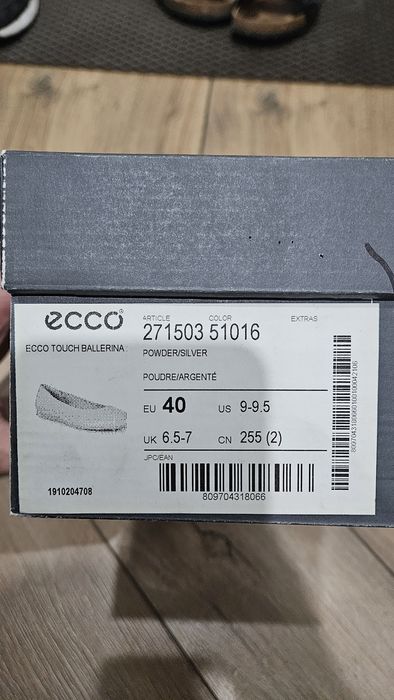 ecco
ARTICLE COLOR EXTRAS
271503 51016
ECCO TOUCH BALLERINA
POWDER/SILVER
POUDRE/ARGENTÉ
EU 40 US 9-9.5
UK 6.5-7 CN 255 (2)
JPC/EAN
809704318066
1910204708